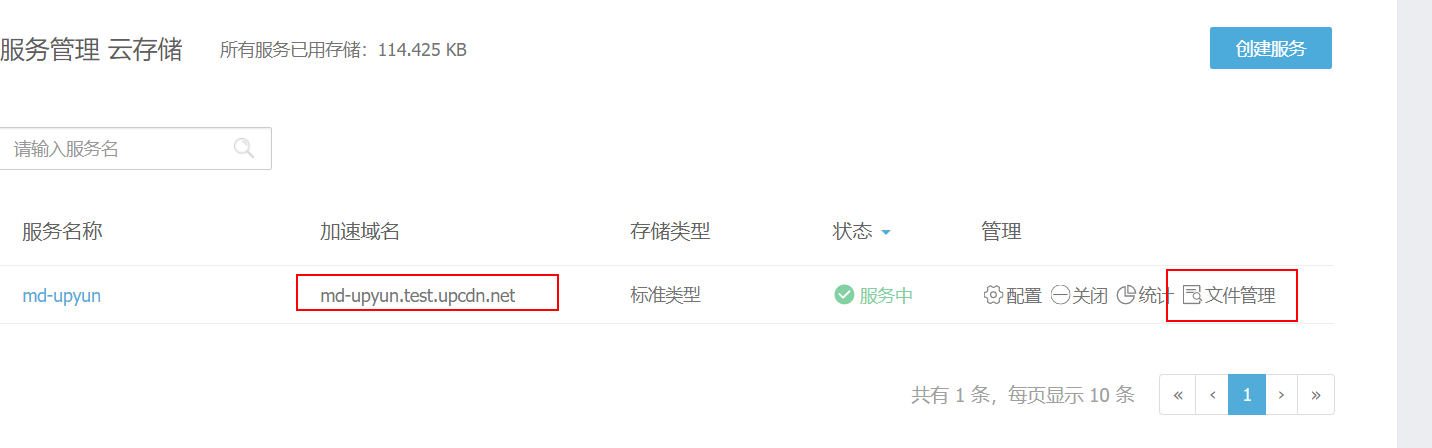 服务管理 云存储 所有服务已用存储：114.425 KB 创建服务
请输入服务名
服务名称 加速域名 存储类型 状态 管理
md-upyun md-upyun.test.upcdn.net 标准类型 服务中 配置 关闭 统计 文件管理
共有 1 条，每页显示 10 条 « ‹ 1 › »